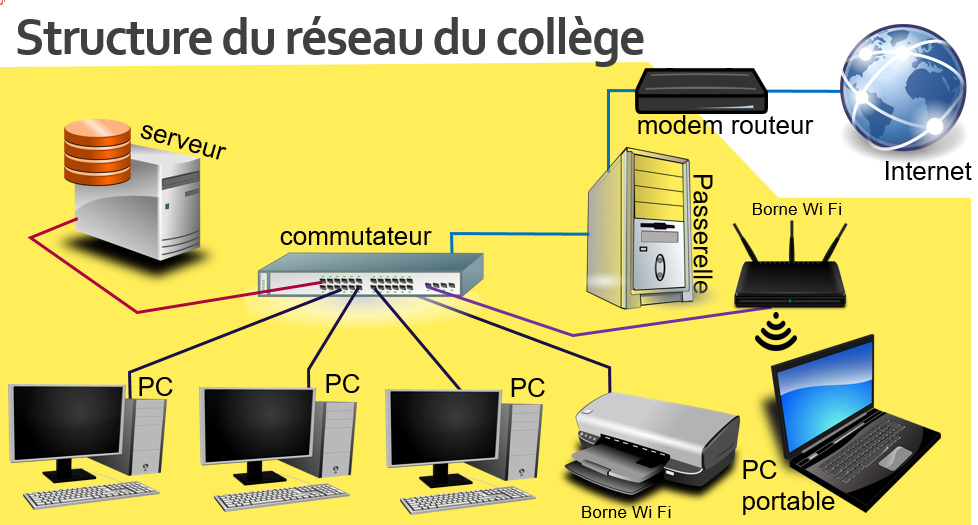 Structure du réseau du collège
modem routeur
Internet
serveur
Passerelle
Borne Wi Fi
commutateur
PC
PC
PC
PC
portable
Borne Wi Fi